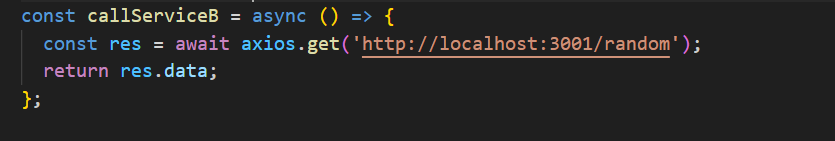 const callServiceB = async () => {
  const res = await axios.get('http://localhost:3001/random');
  return res.data;
};